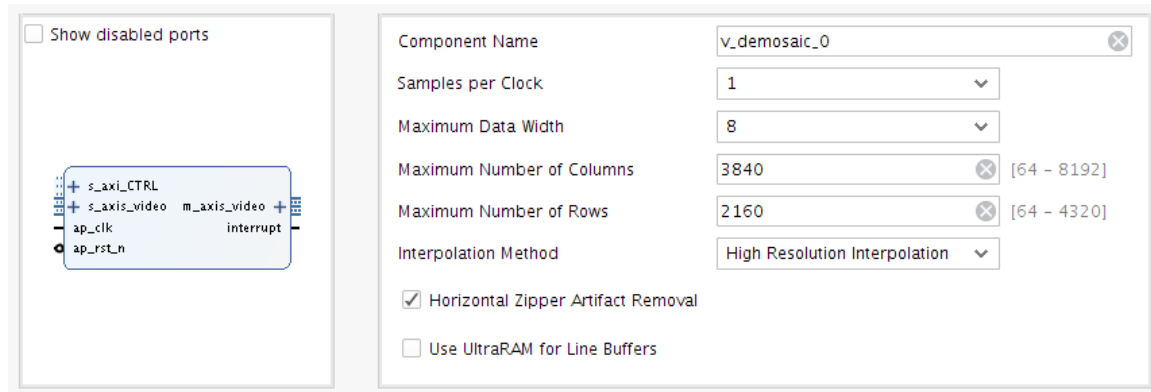 Show disabled ports
s_axi_CTRL
s_axis_video m_axis_video
ap_clk interrupt
ap_rst_n
Component Name v_demosaic_0
Samples per Clock 1
Maximum Data Width 8
Maximum Number of Columns 3840 [64 - 8192]
Maximum Number of Rows 2160 [64 - 4320]
Interpolation Method High Resolution Interpolation
Horizontal Zipper Artifact Removal
Use UltraRAM for Line Buffers